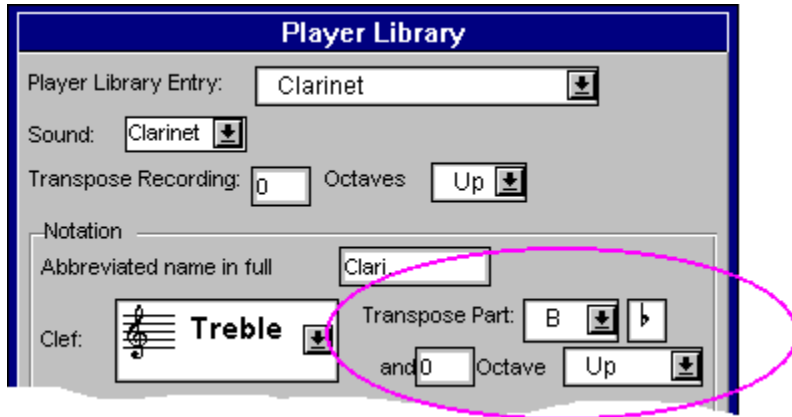 Player Library
Player Library Entry: Clarinet
Sound: Clarinet
Transpose Recording: 0 Octaves Up
Notation
Abbreviated name in full Clari.
Clef: Treble Transpose Part: B ♭
and 0 Octave Up